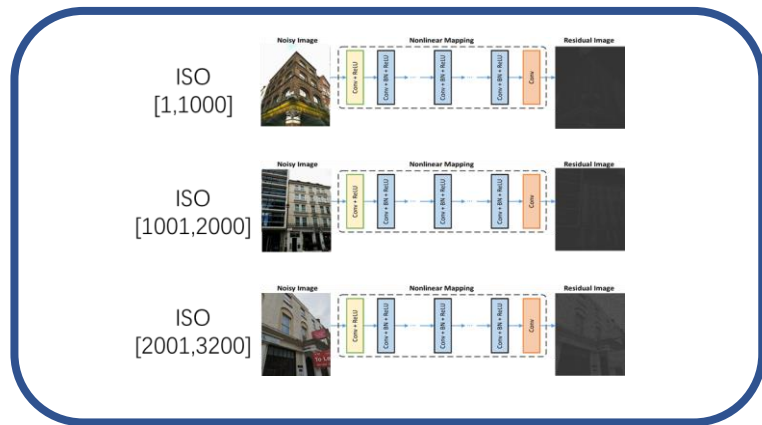 Noisy Image Nonlinear Mapping Residual Image
ISO
[1,1000]
Conv + ReLU
Conv + BN + ReLU
Conv + BN + ReLU
Conv + BN + ReLU
Conv
Noisy Image Nonlinear Mapping Residual Image
ISO
[1001,2000]
Conv + ReLU
Conv + BN + ReLU
Conv + BN + ReLU
Conv + BN + ReLU
Conv
Noisy Image Nonlinear Mapping Residual Image
ISO
[2001,3200]
To Le
Conv + ReLU
Conv + BN + ReLU
Conv + BN + ReLU
Conv + BN + ReLU
Conv